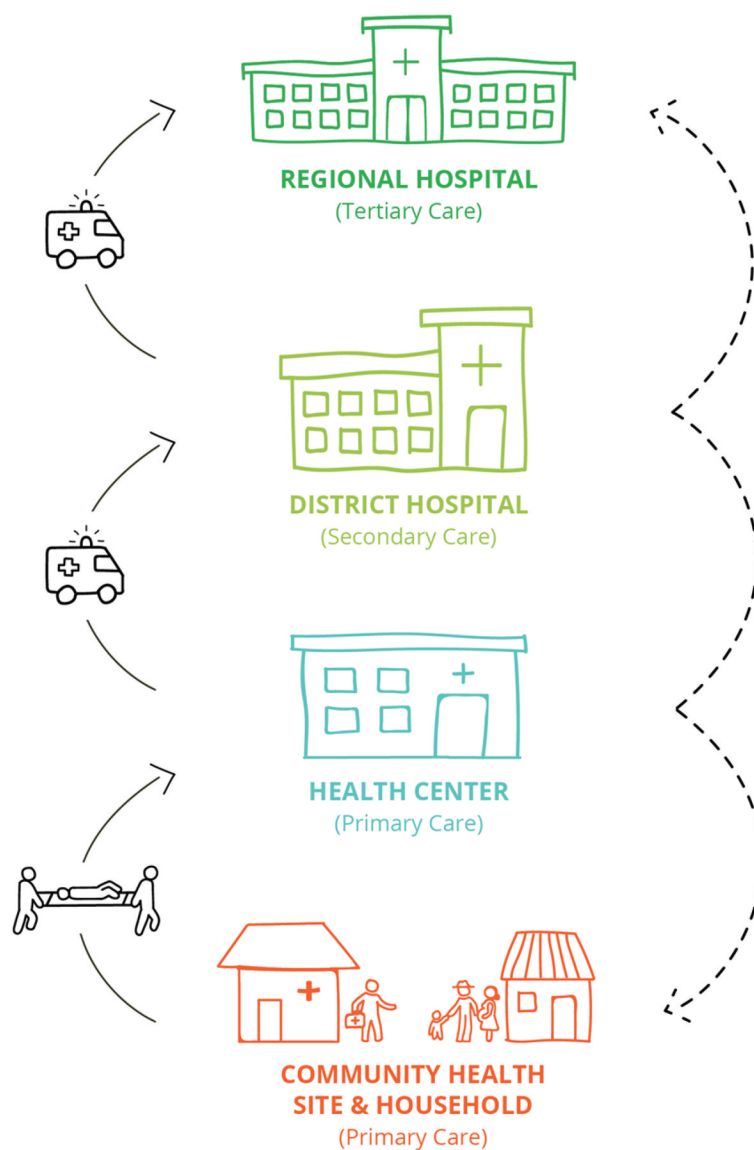 REGIONAL HOSPITAL
(Tertiary Care)
DISTRICT HOSPITAL
(Secondary Care)
HEALTH CENTER
(Primary Care)
COMMUNITY HEALTH
SITE & HOUSEHOLD
(Primary Care)